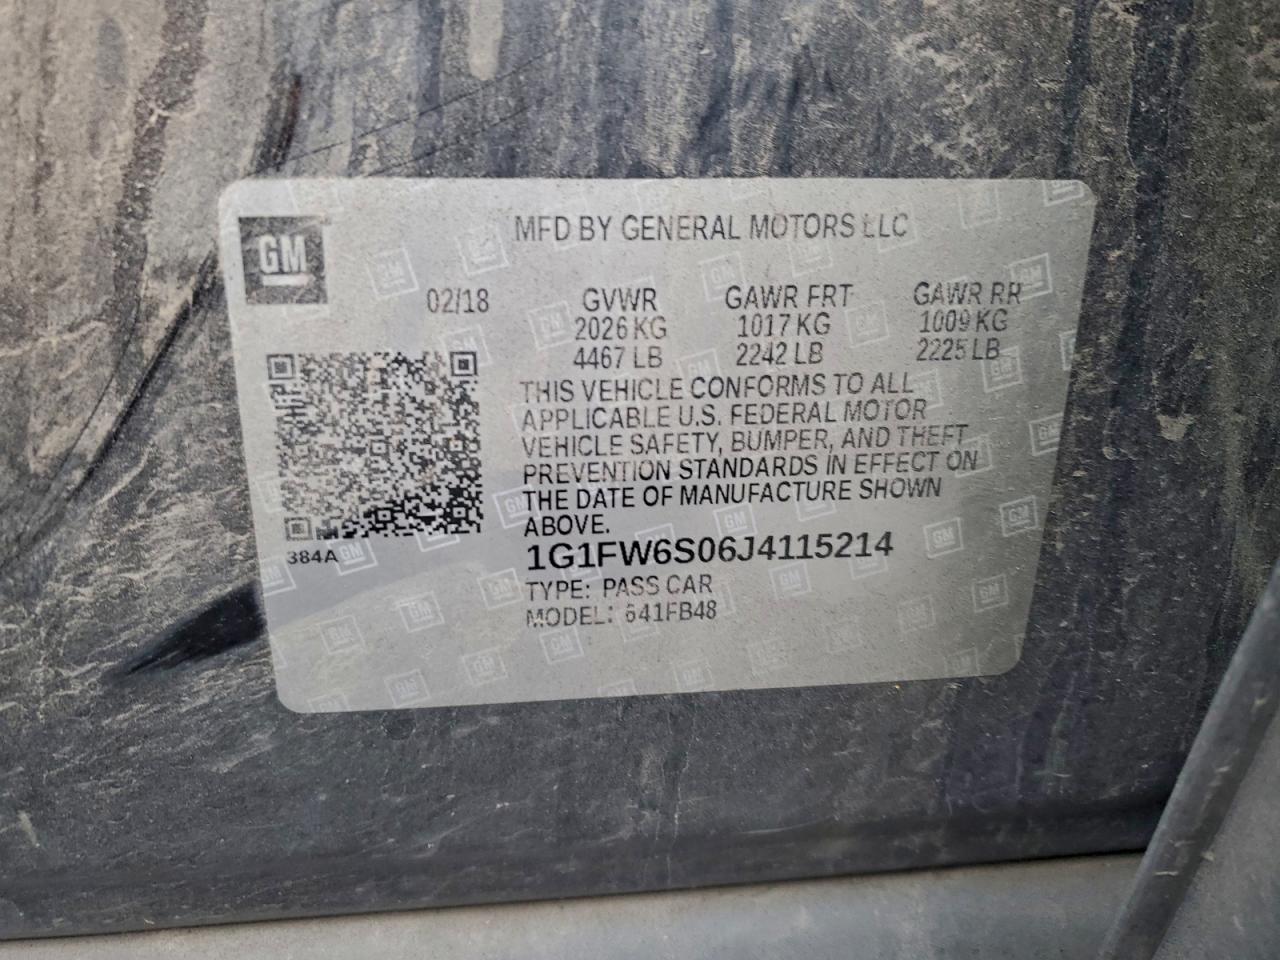 GM
MFD BY GENERAL MOTORS LLC
02/18 GVWR GAWR FRT GAWR RR
2026 KG 1017 KG 1009 KG
4467 LB 2242 LB 2225 LB
THIS VEHICLE CONFORMS TO ALL
APPLICABLE U.S. FEDERAL MOTOR
VEHICLE SAFETY, BUMPER, AND THEFT
PREVENTION STANDARDS IN EFFECT ON
THE DATE OF MANUFACTURE SHOWN
ABOVE.
384A
1G1FW6S06J4115214
TYPE: PASS CAR
MODEL: 641FB48